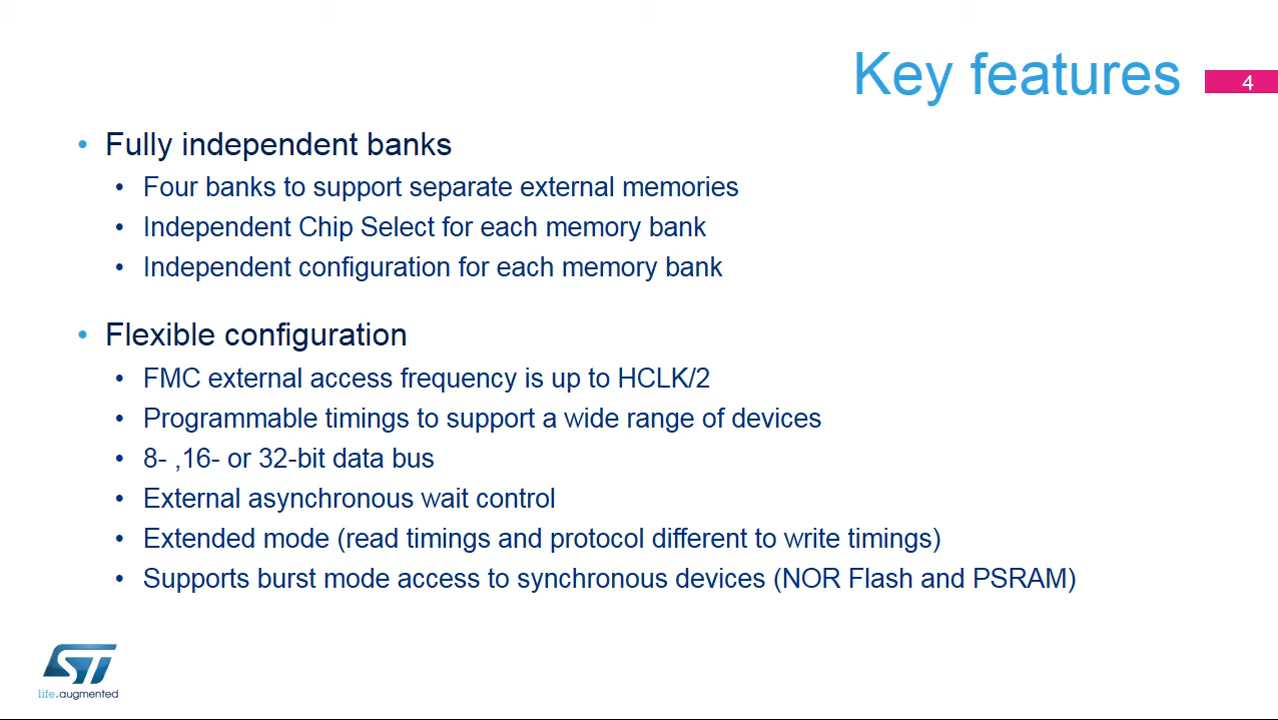 Key features
4
• Fully independent banks
• Four banks to support separate external memories
• Independent Chip Select for each memory bank
• Independent configuration for each memory bank
• Flexible configuration
• FMC external access frequency is up to HCLK/2
• Programmable timings to support a wide range of devices
• 8- ,16- or 32-bit data bus
• External asynchronous wait control
• Extended mode (read timings and protocol different to write timings)
• Supports burst mode access to synchronous devices (NOR Flash and PSRAM)
ST
life.augmented